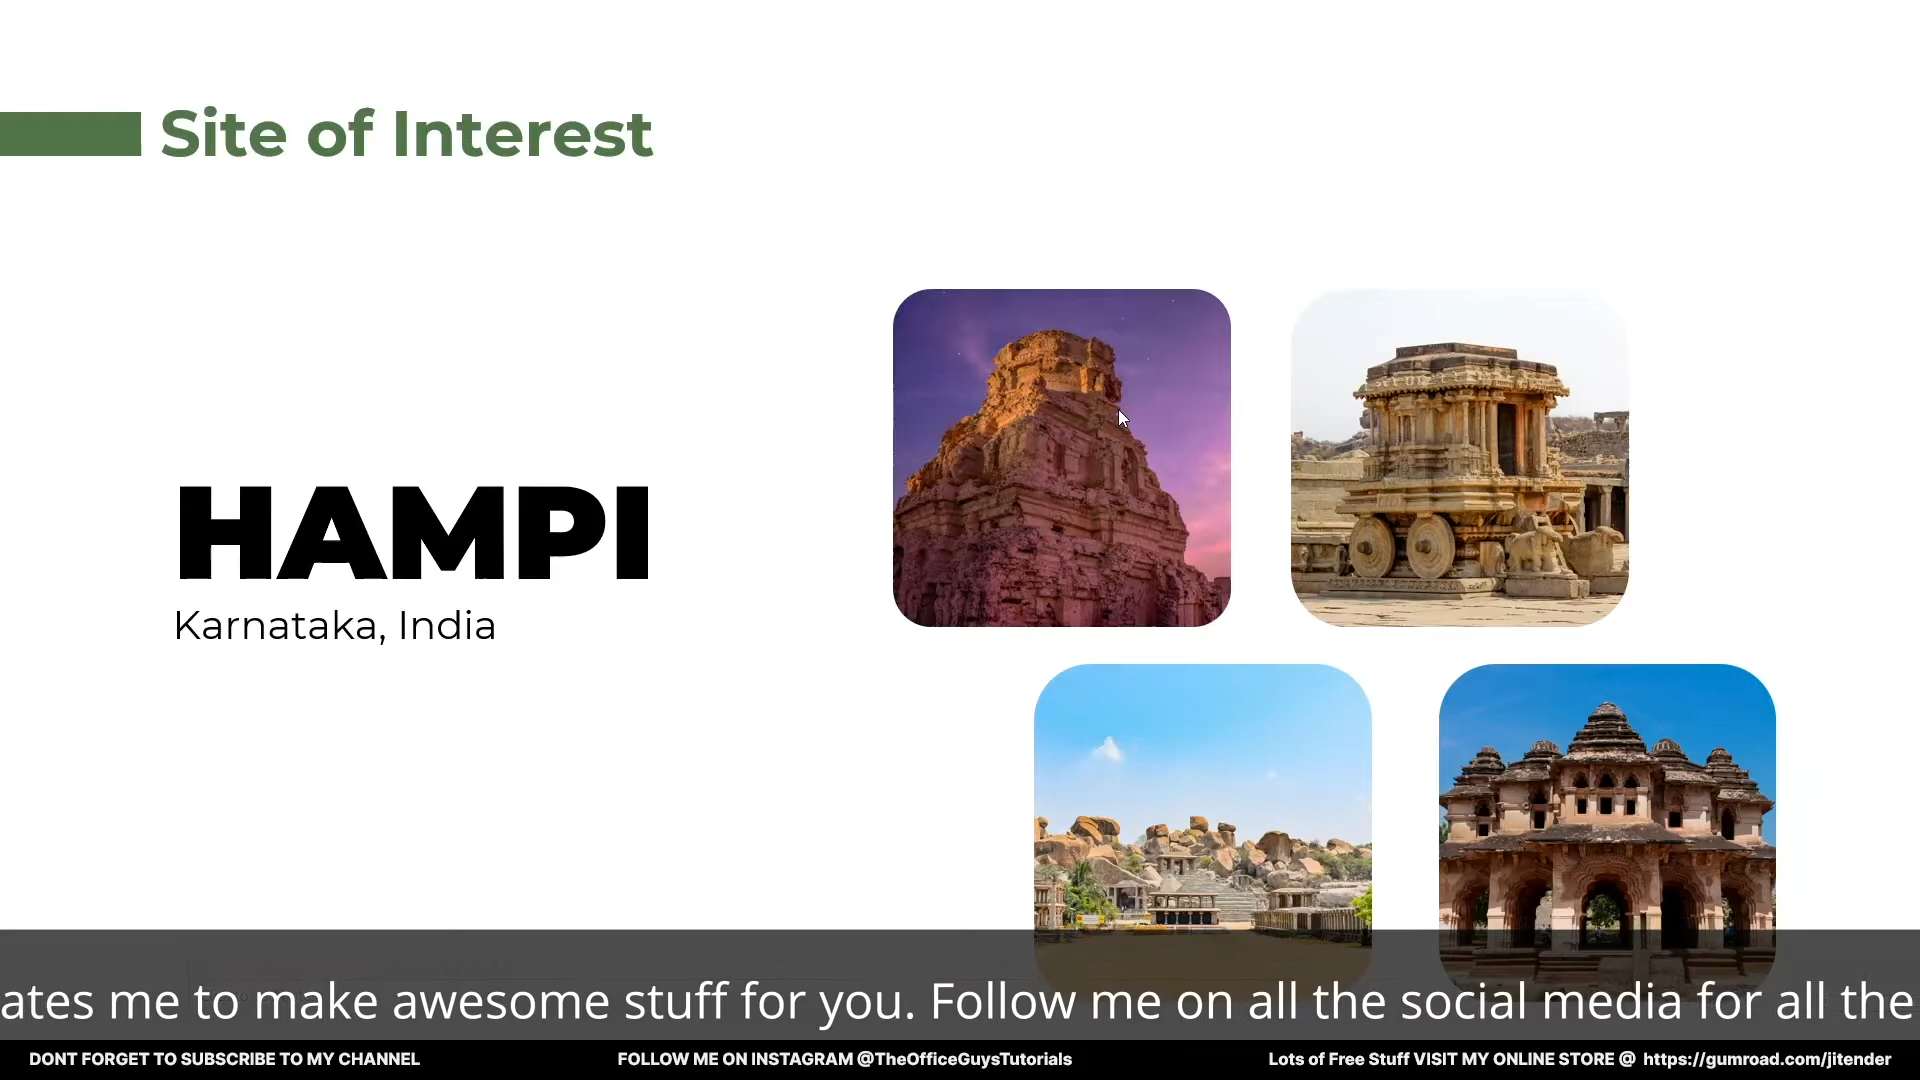 Site of Interest
HAMPI
Karnataka, India
ates me to make awesome stuff for you. Follow me on all the social media for all the
DONT FORGET TO SUBSCRIBE TO MY CHANNEL
FOLLOW ME ON INSTAGRAM @TheOfficeGuysTutorials
Lots of Free Stuff VISIT MY ONLINE STORE @ https://gumroad.com/jitender